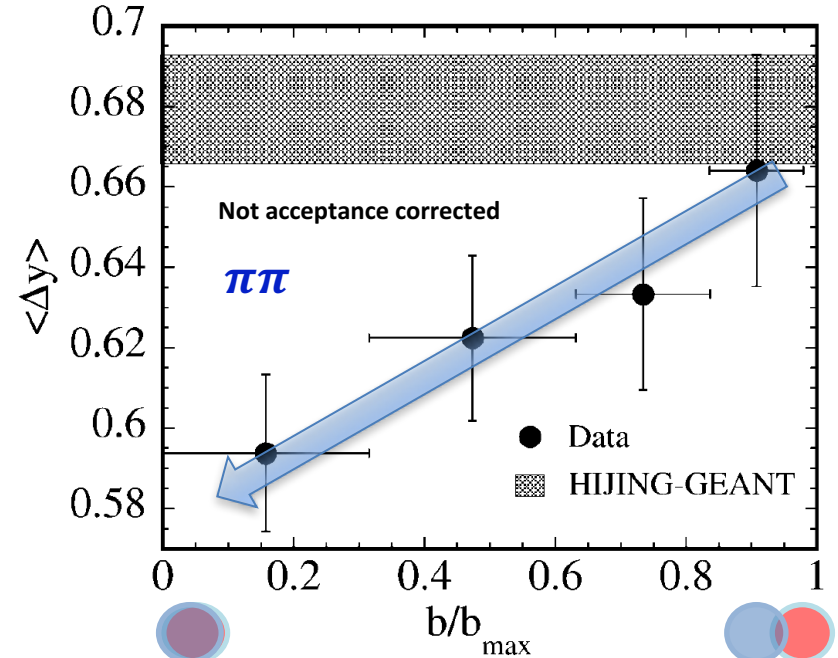 0.7
0.68
0.66
0.64
0.62
0.6
0.58
<Δy>
Not acceptance corrected
ππ
Data
HIJING-GEANT
0 0.2 0.4 0.6 0.8 1
b/b_max